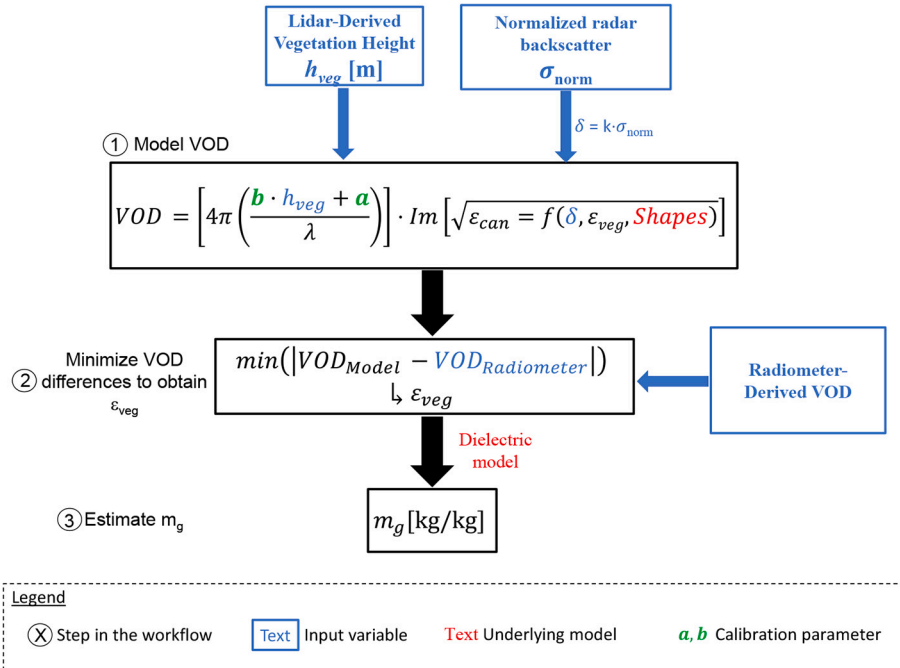 Lidar-Derived
Vegetation Height
h_veg [m]
Normalized radar
backscatter
σ_norm
δ = k·σ_norm
① Model VOD
VOD = [4π((b · h_veg + a)/λ)] · Im[√(ε_can = f(δ, ε_veg, Shapes))]
② Minimize VOD
differences to obtain
ε_veg
min(|VOD_Model − VOD_Radiometer|)
↳ ε_veg
Radiometer-
Derived VOD
Dielectric
model
③ Estimate m_g
m_g[kg/kg]
Legend
Ⓧ Step in the workflow
Text Input variable
Text Underlying model
a, b Calibration parameter